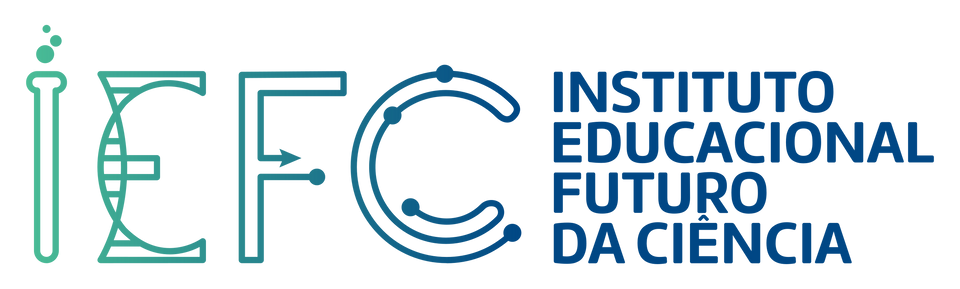 IEFC
INSTITUTO
EDUCACIONAL
FUTURO
DA CIÊNCIA